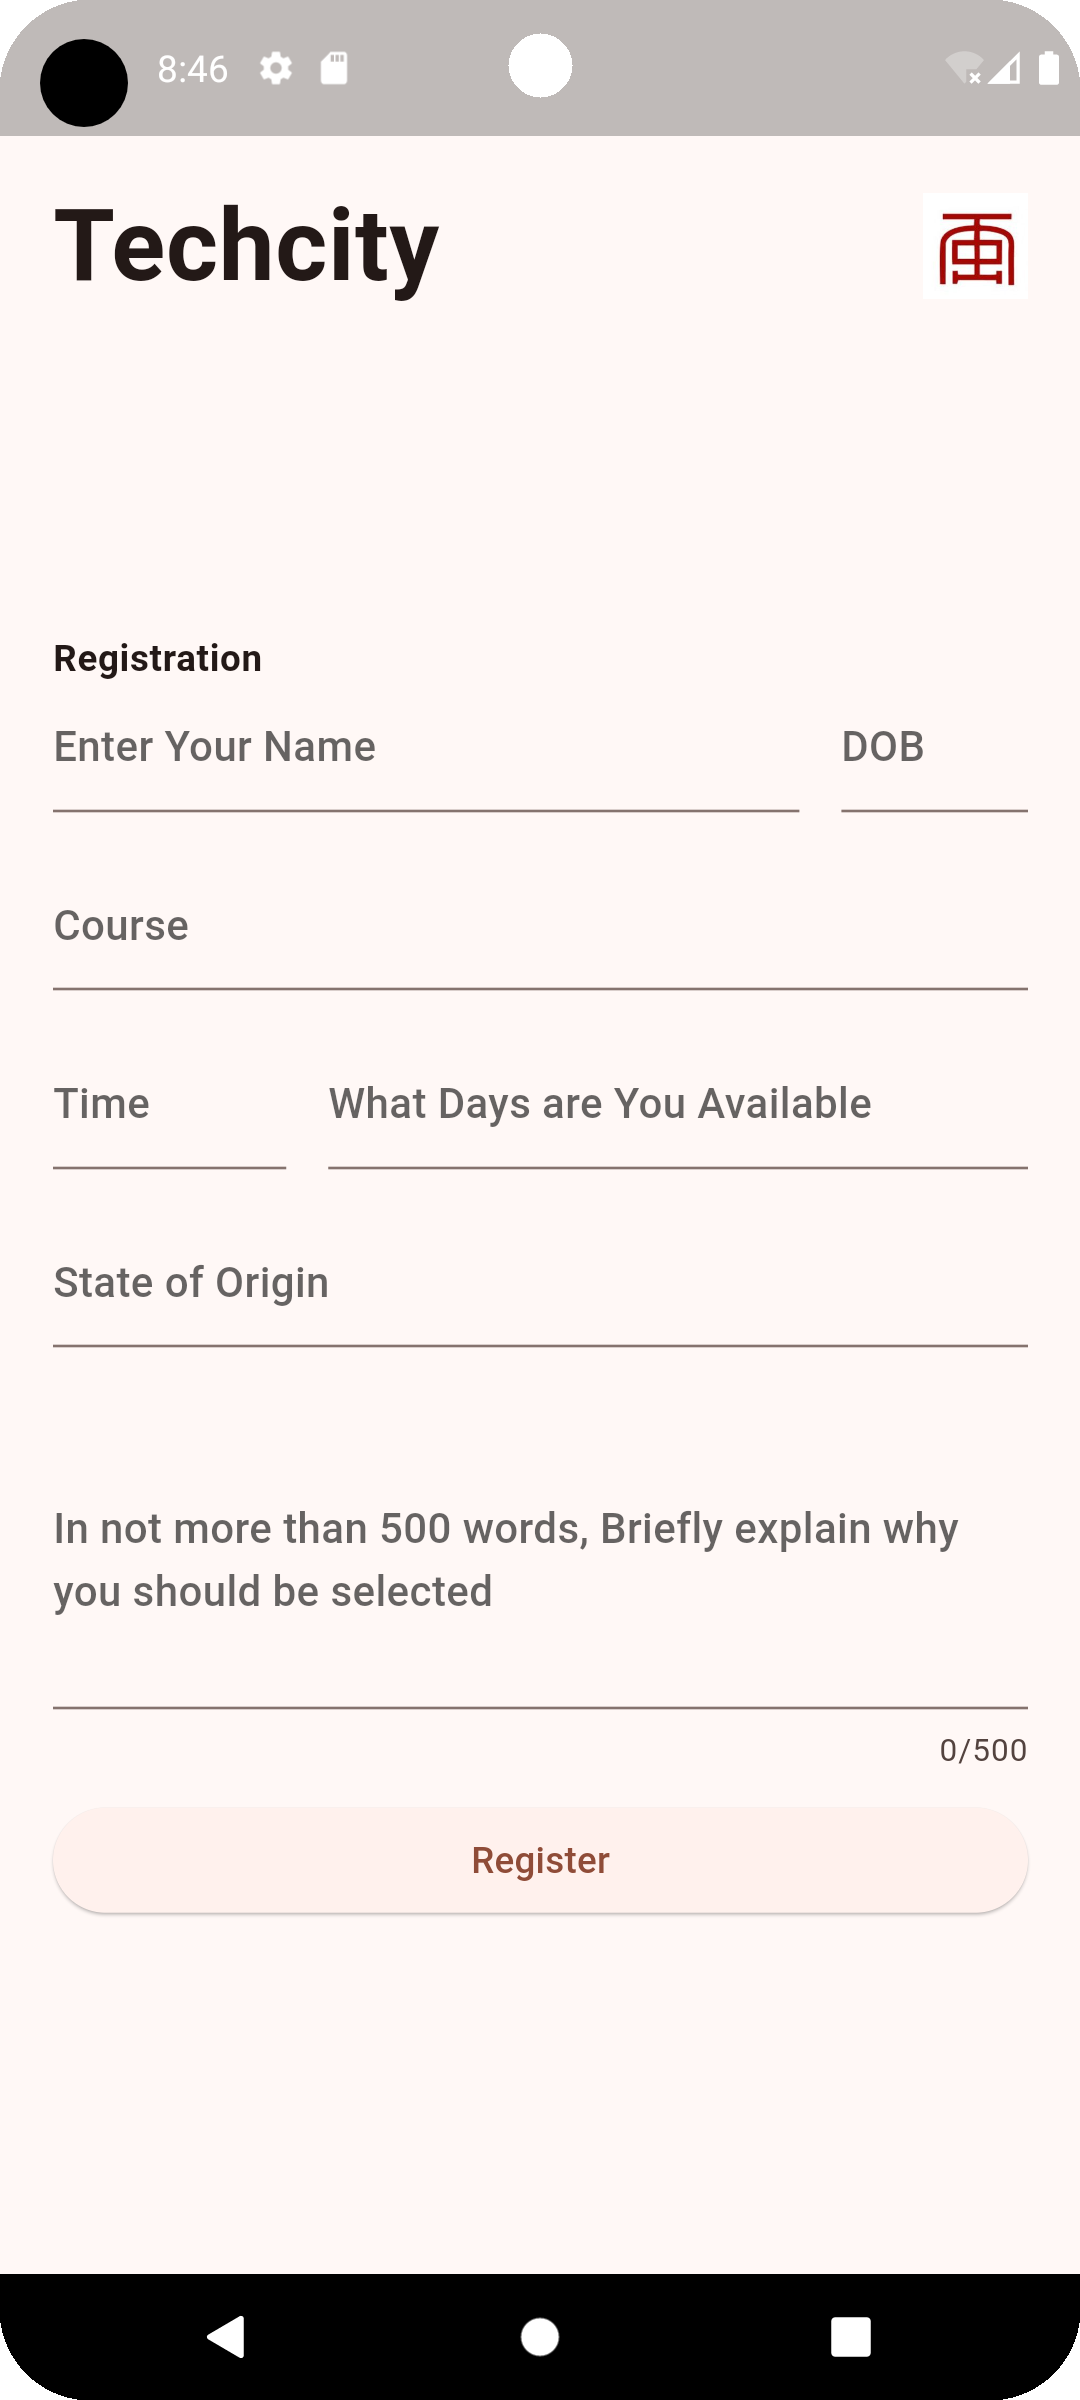 8:46
Techcity
Registration
Enter Your Name DOB
Course
Time What Days are You Available
State of Origin
In not more than 500 words, Briefly explain why
you should be selected
0/500
Register